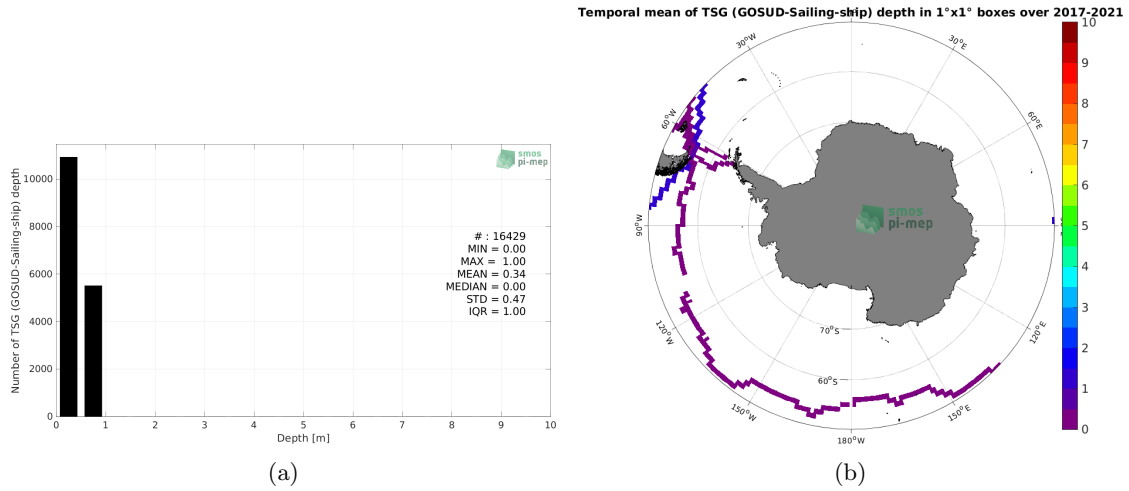 Temporal mean of TSG (GOSUD-Sailing-ship) depth in 1°x1° boxes over 2017-2021
Number of TSG (GOSUD-Sailing-ship) depth
10000
8000
6000
4000
2000
0
smos
pi-mep
# : 16429
MIN = 0.00
MAX = 1.00
MEAN = 0.34
MEDIAN = 0.00
STD = 0.47
IQR = 1.00
0 1 2 3 4 5 6 7 8 9 10
Depth [m]
(a)
30°W
30°E
60°W
60°E
90°W
120°W
120°E
150°W
150°E
180°W
70°S
60°S
smos
pi-mep
10
9
8
7
6
5
4
3
2
1
0
(b)